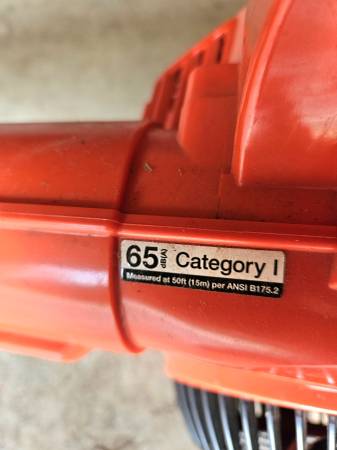 65 dB(A) Category I
Measured at 50ft (15m) per ANSI B175.2